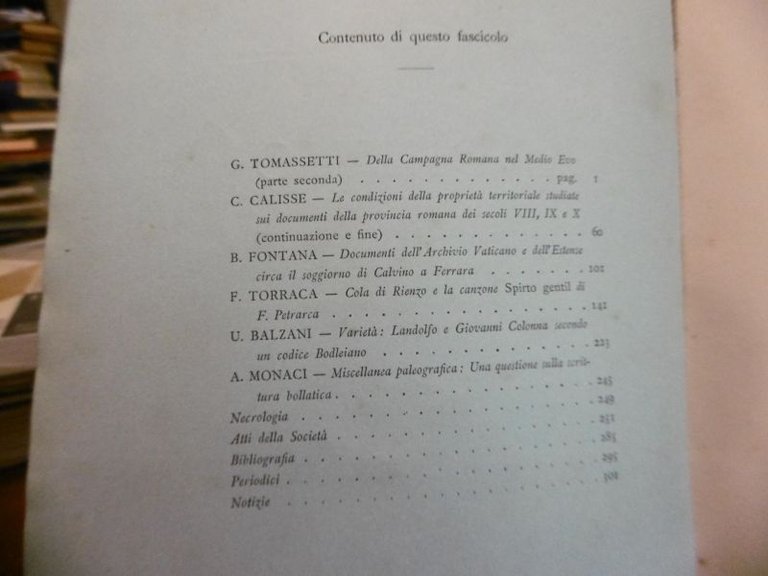 Contenuto di questo fascicolo
G. TOMASSETTI — Della Campagna Romana nel Medio Evo
(parte seconda) . . . . . . . . . . . . pag. 1
C. CALISSE — Le condizioni della proprietà territoriale studiate
sui documenti della provincia romana dei secoli VIII, IX e X
(continuazione e fine) . . . . . . . . . . . . 60
B. FONTANA — Documenti dell'Archivio Vaticano e dell'Estense
circa il soggiorno di Calvino a Ferrara . . . . . . . 101
F. TORRACA — Cola di Rienzo e la canzone Spirto gentil di
F. Petrarca . . . . . . . . . . . . . . . 141
U. BALZANI — Varietà: Landolfo e Giovanni Colonna secondo
un codice Bodleiano . . . . . . . . . . . . 223
A. MONACI — Miscellanea paleografica: Una questione sulla scrit-
tura bollatica . . . . . . . . . . . . . . . 245
Necrologia . . . . . . . . . . . . . . . . . 249
Atti della Società . . . . . . . . . . . . . . . 251
Bibliografia . . . . . . . . . . . . . . . . . 285
Periodici . . . . . . . . . . . . . . . . . . 295
Notizie . . . . . . . . . . . . . . . . . . 301